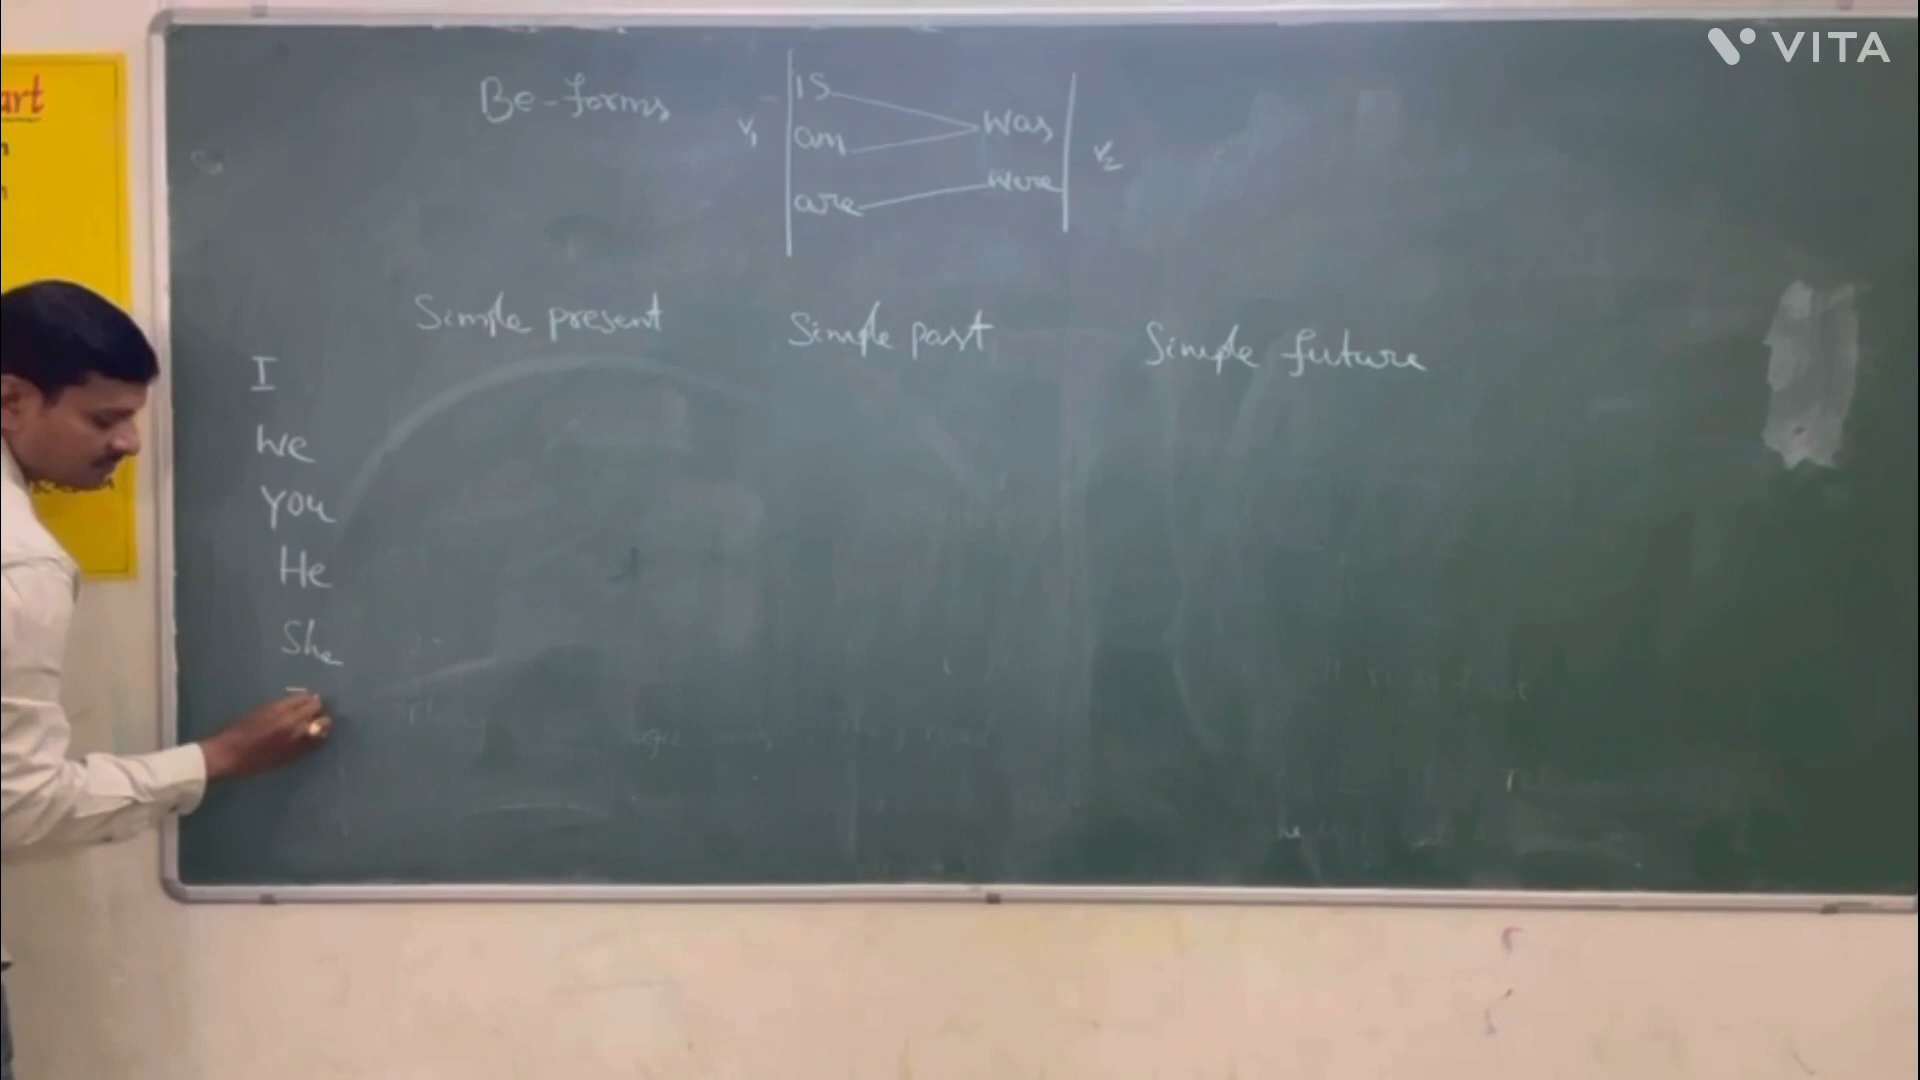 VITA
art
Be-forms
V1
is
am
are
was
were
V2
Simple present
Simple past
Simple future
I
We
You
He
She